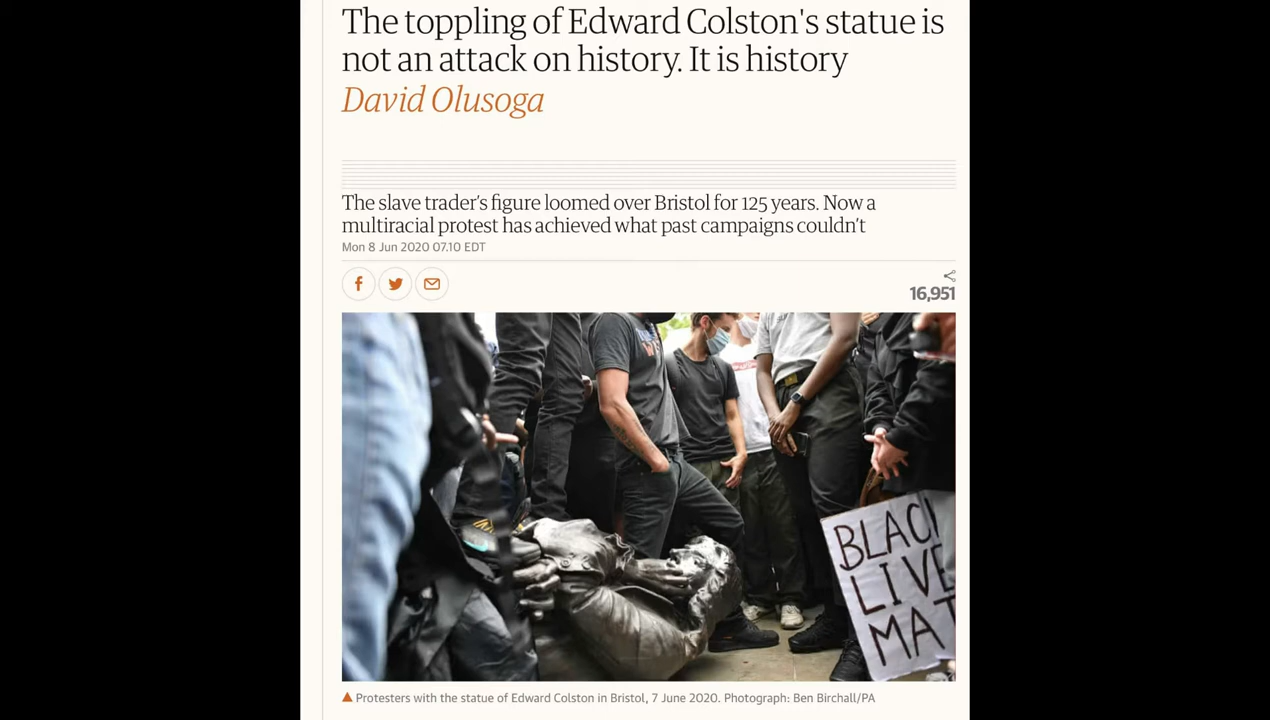 The toppling of Edward Colston's statue is
not an attack on history. It is history
David Olusoga
The slave trader's figure loomed over Bristol for 125 years. Now a
multiracial protest has achieved what past campaigns couldn't
Mon 8 Jun 2020 07.10 EDT
16,951
BLAC
LIVE
MAT
Protesters with the statue of Edward Colston in Bristol, 7 June 2020. Photograph: Ben Birchall/PA